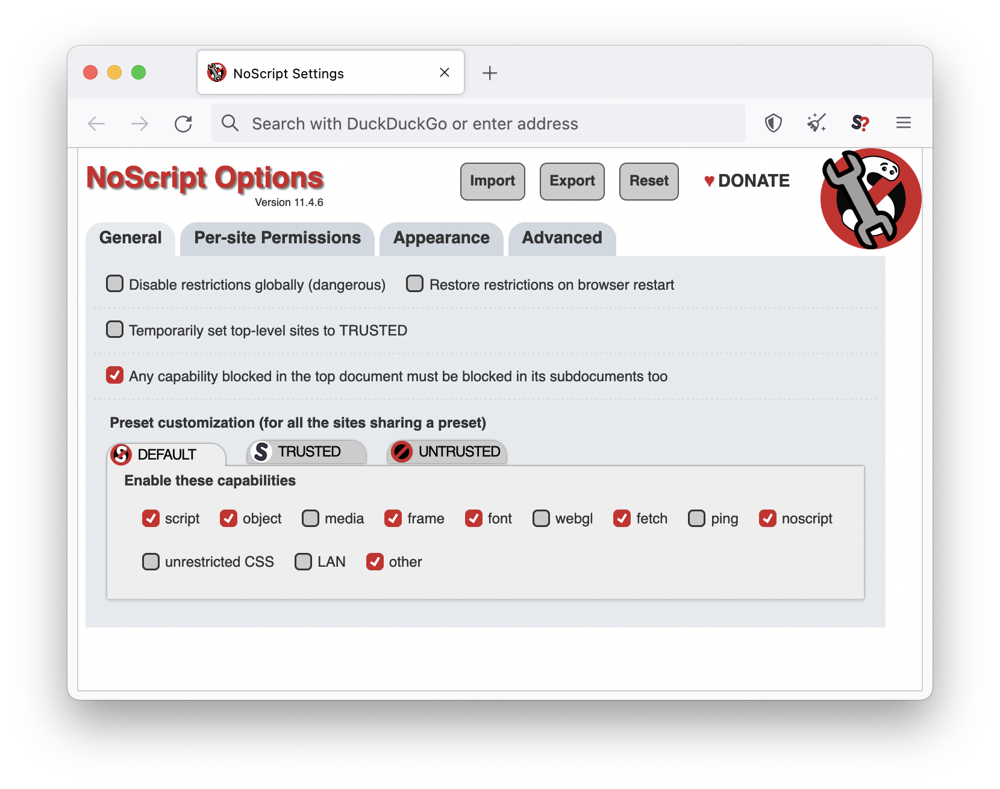 NoScript Settings
Search with DuckDuckGo or enter address
NoScript Options
Version 11.4.6
Import Export Reset ♥ DONATE
General Per-site Permissions Appearance Advanced
Disable restrictions globally (dangerous) Restore restrictions on browser restart
Temporarily set top-level sites to TRUSTED
Any capability blocked in the top document must be blocked in its subdocuments too
Preset customization (for all the sites sharing a preset)
DEFAULT TRUSTED UNTRUSTED
Enable these capabilities
script object media frame font webgl fetch ping noscript
unrestricted CSS LAN other